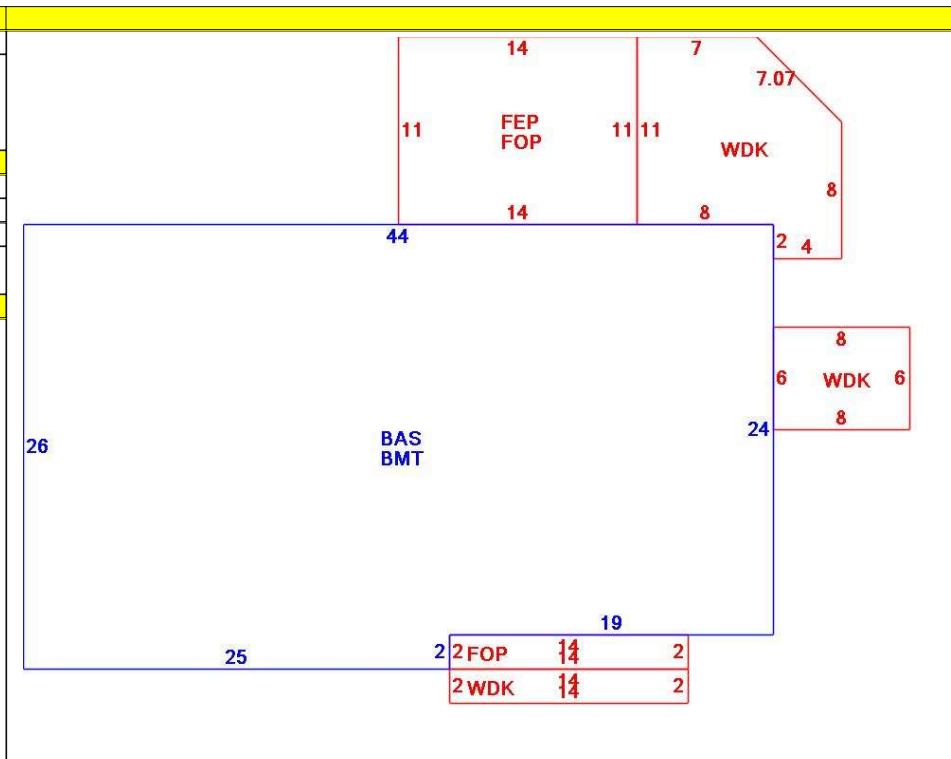 14 7
7.07
11 FEP 11 11
FOP WDK
8
14 8
44 2 4
8
6 WDK 6
8
26 BAS 24
BMT
19
25 2 2 FOP 14 2
14
2 WDK 14 2
14